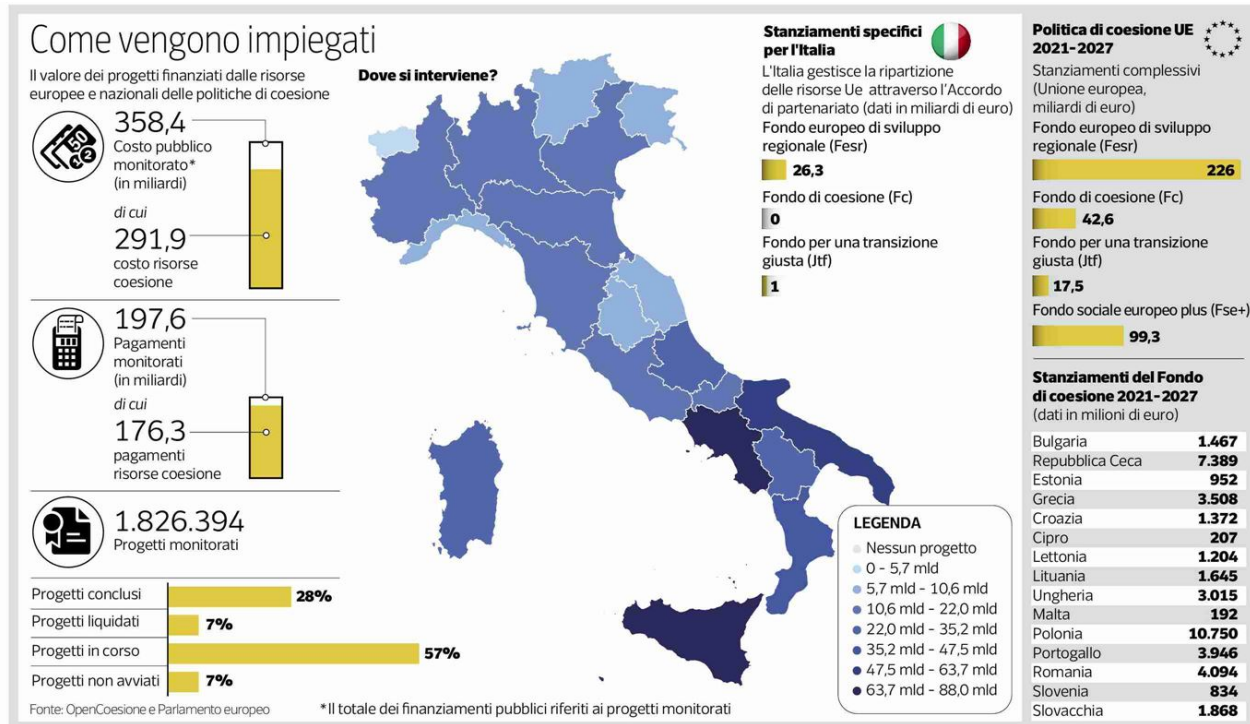 Come vengono impiegati
Il valore dei progetti finanziati dalle risorse
europee e nazionali delle politiche di coesione
358,4
Costo pubblico
monitorato*
(in miliardi)
di cui
291,9
costo risorse
coesione
197,6
Pagamenti
monitorati
(in miliardi)
di cui
176,3
pagamenti
risorse coesione
1.826.394
Progetti monitorati
Progetti conclusi 28%
Progetti liquidati 7%
Progetti in corso 57%
Progetti non avviati 7%
Fonte: OpenCoesione e Parlamento europeo
*Il totale dei finanziamenti pubblici riferiti ai progetti monitorati
Dove si interviene?
LEGENDA
Nessun progetto
0 - 5,7 mld
5,7 mld - 10,6 mld
10,6 mld - 22,0 mld
22,0 mld - 35,2 mld
35,2 mld - 47,5 mld
47,5 mld - 63,7 mld
63,7 mld - 88,0 mld
Stanziamenti specifici
per l'Italia
L'Italia gestisce la ripartizione
delle risorse Ue attraverso l'Accordo
di partenariato (dati in miliardi di euro)
Fondo europeo di sviluppo
regionale (Fesr)
26,3
Fondo di coesione (Fc)
0
Fondo per una transizione
giusta (Jtf)
1
Politica di coesione UE
2021-2027
Stanziamenti complessivi
(Unione europea,
miliardi di euro)
Fondo europeo di sviluppo
regionale (Fesr)
226
Fondo di coesione (Fc)
42,6
Fondo per una transizione
giusta (Jtf)
17,5
Fondo sociale europeo plus (Fse+)
99,3
Stanziamenti del Fondo
di coesione 2021-2027
(dati in milioni di euro)
Bulgaria 1.467
Repubblica Ceca 7.389
Estonia 952
Grecia 3.508
Croazia 1.372
Cipro 207
Lettonia 1.204
Lituania 1.645
Ungheria 3.015
Malta 192
Polonia 10.750
Portogallo 3.946
Romania 4.094
Slovenia 834
Slovacchia 1.868